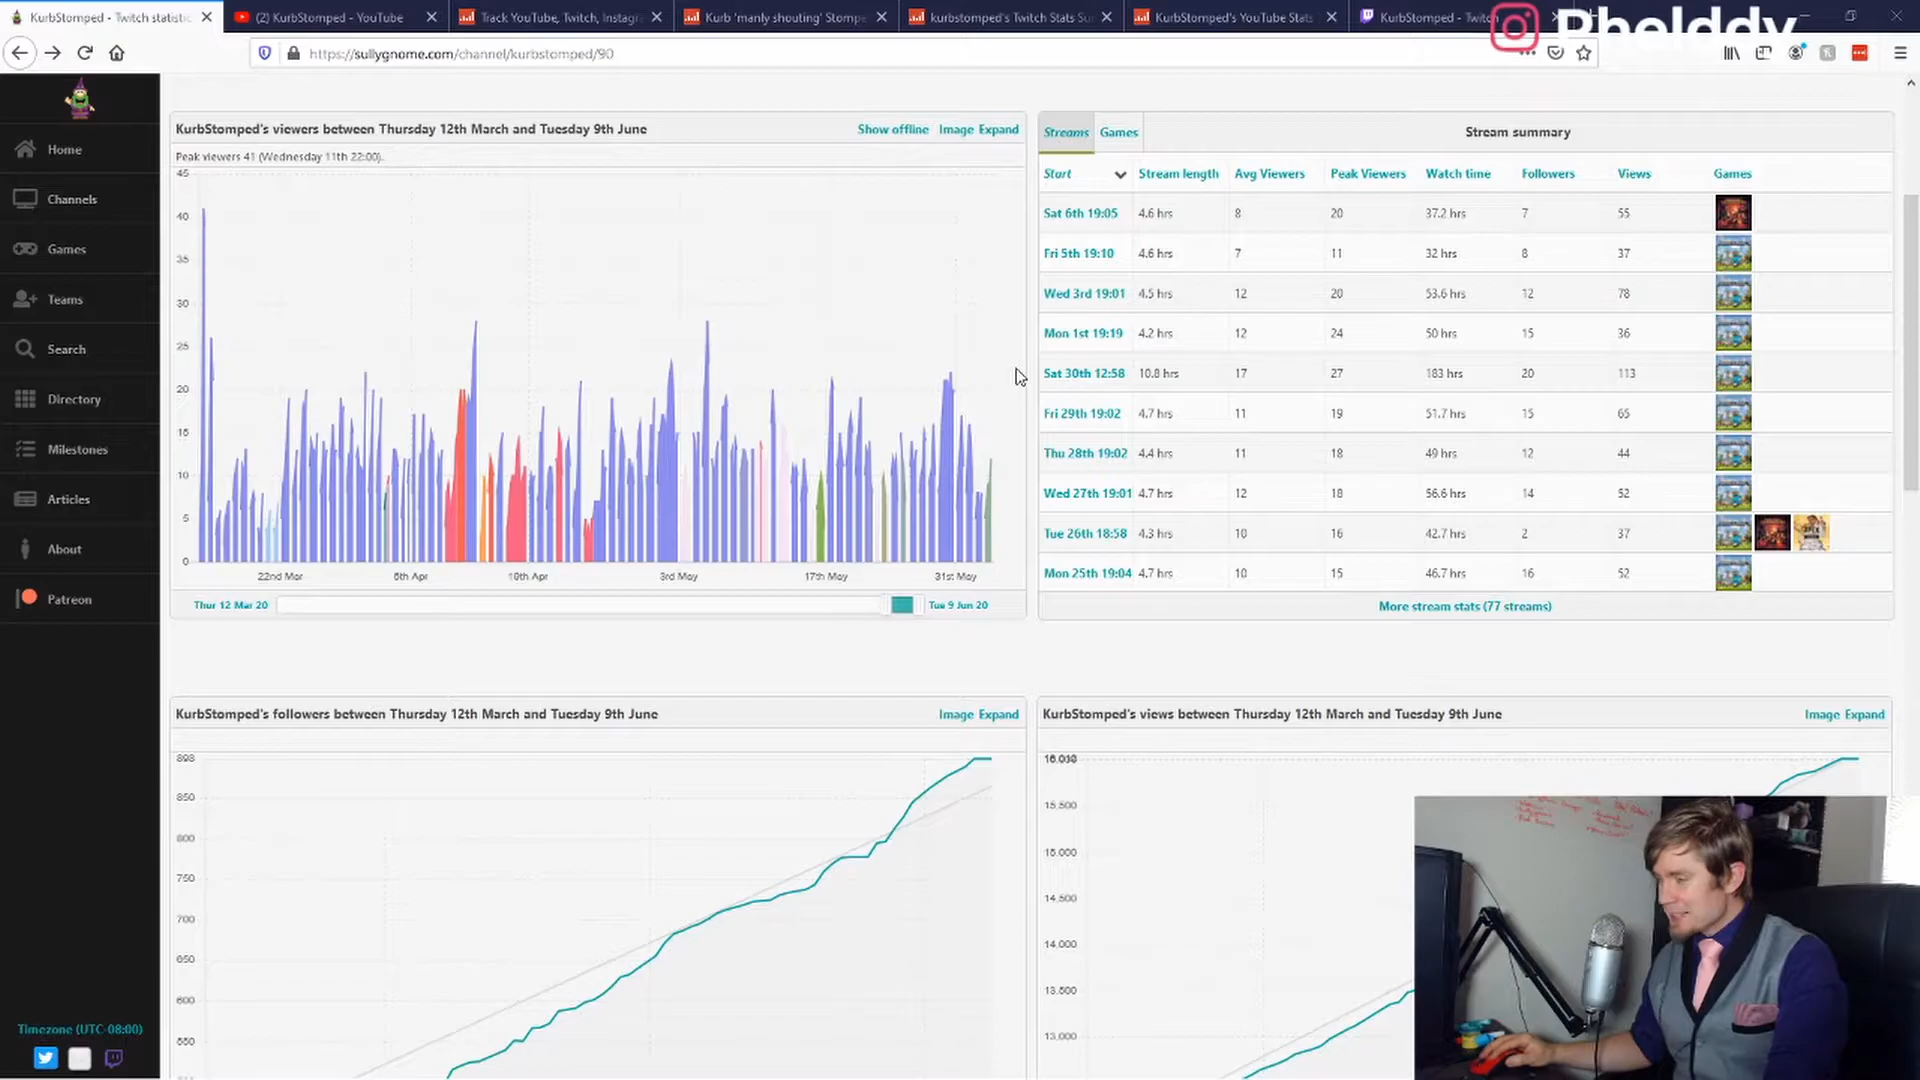 KurbStomped - Twitch statistic
(2) KurbStomped - YouTube
Track YouTube, Twitch, Instagr
Kurb 'manly shouting' Stompe
kurbstomped's Twitch Stats Su
KurbStomped's YouTube Stats
KurbStomped - Twitch
Phelddy
https://sullygnome.com/channel/kurbstomped/90
Home
Channels
Games
Teams
Search
Directory
Milestones
Articles
About
Patreon
Timezone (UTC-08:00)
KurbStomped's viewers between Thursday 12th March and Tuesday 9th June
Show offline Image Expand
Peak viewers 41 (Wednesday 11th 22:00).
45
40
35
30
25
20
15
10
5
0
22nd Mar 6th Apr 19th Apr 3rd May 17th May 31st May
Thur 12 Mar 20 Tue 9 Jun 20
Streams Games Stream summary
Start Stream length Avg Viewers Peak Viewers Watch time Followers Views Games
Sat 6th 19:05 4.6 hrs 8 20 37.2 hrs 7 55
Fri 5th 19:10 4.6 hrs 7 11 32 hrs 8 37
Wed 3rd 19:01 4.5 hrs 12 20 53.6 hrs 12 78
Mon 1st 19:19 4.2 hrs 12 24 50 hrs 15 36
Sat 30th 12:58 10.8 hrs 17 27 183 hrs 20 113
Fri 29th 19:02 4.7 hrs 11 19 51.7 hrs 15 65
Thu 28th 19:02 4.4 hrs 11 18 49 hrs 12 44
Wed 27th 19:01 4.7 hrs 12 18 56.6 hrs 14 52
Tue 26th 18:58 4.3 hrs 10 16 42.7 hrs 2 37
Mon 25th 19:04 4.7 hrs 10 15 46.7 hrs 16 52
More stream stats (77 streams)
KurbStomped's followers between Thursday 12th March and Tuesday 9th June
Image Expand
898
850
800
750
700
650
600
550
KurbStomped's views between Thursday 12th March and Tuesday 9th June
Image Expand
16,018
15,500
15,000
14,500
14,000
13,500
13,000